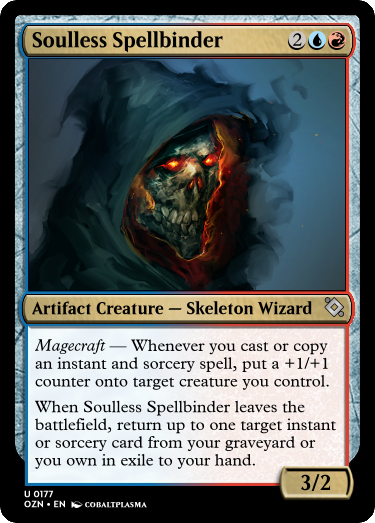 Soulless Spellbinder 2
Artifact Creature — Skeleton Wizard
Magecraft — Whenever you cast or copy
an instant and sorcery spell, put a +1/+1
counter onto target creature you control.
When Soulless Spellbinder leaves the
battlefield, return up to one target instant
or sorcery card from your graveyard or
you own in exile to your hand.
3/2
U 0177
OZN • EN COBALTPLASMA